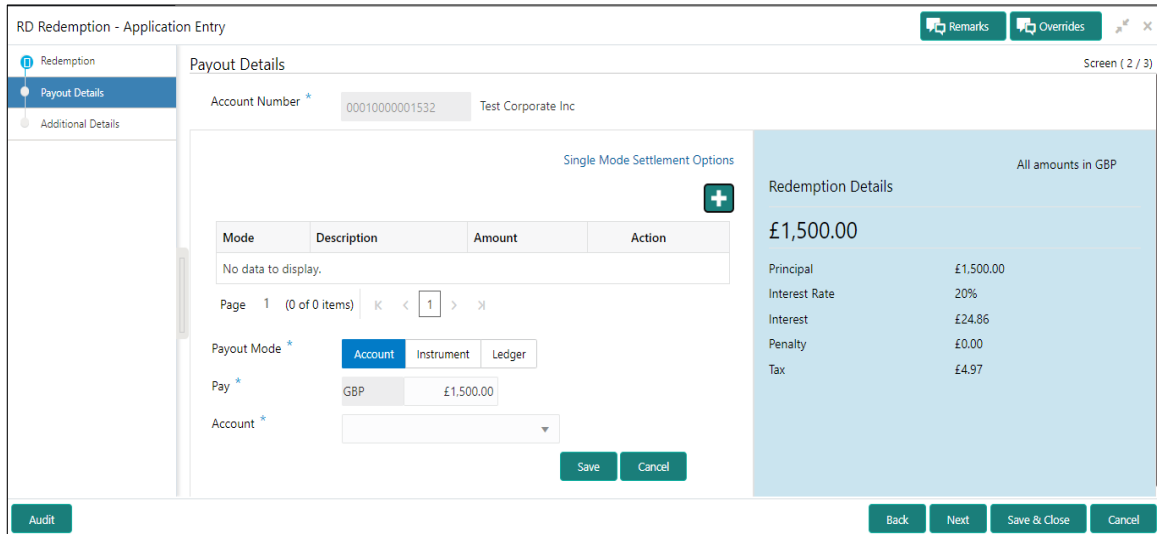 RD Redemption - Application Entry
Remarks
Overrides
Redemption
Payout Details
Additional Details
Payout Details
Screen ( 2 / 3)
Account Number *
00010000001532
Test Corporate Inc
Single Mode Settlement Options
Mode Description Amount Action
No data to display.
Page 1 (0 of 0 items) 1
Payout Mode *
Account Instrument Ledger
Pay *
GBP £1,500.00
Account *
Save Cancel
All amounts in GBP
Redemption Details
£1,500.00
Principal £1,500.00
Interest Rate 20%
Interest £24.86
Penalty £0.00
Tax £4.97
Audit
Back Next Save & Close Cancel